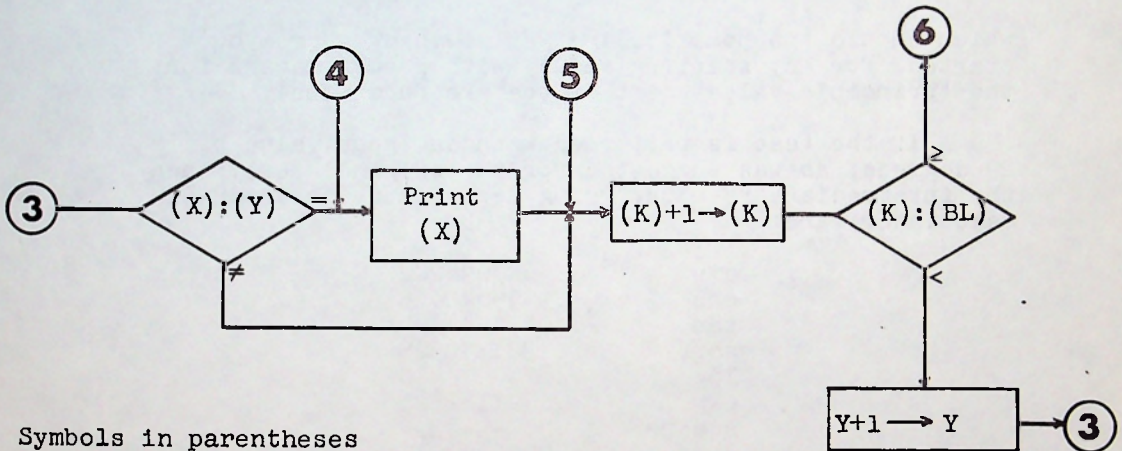 6
4
5
≥
3
(X):(Y)
=
Print
(X)
(K)+1→(K)
(K):(BL)
≠
<
Y+1 → Y
3
Symbols in parentheses